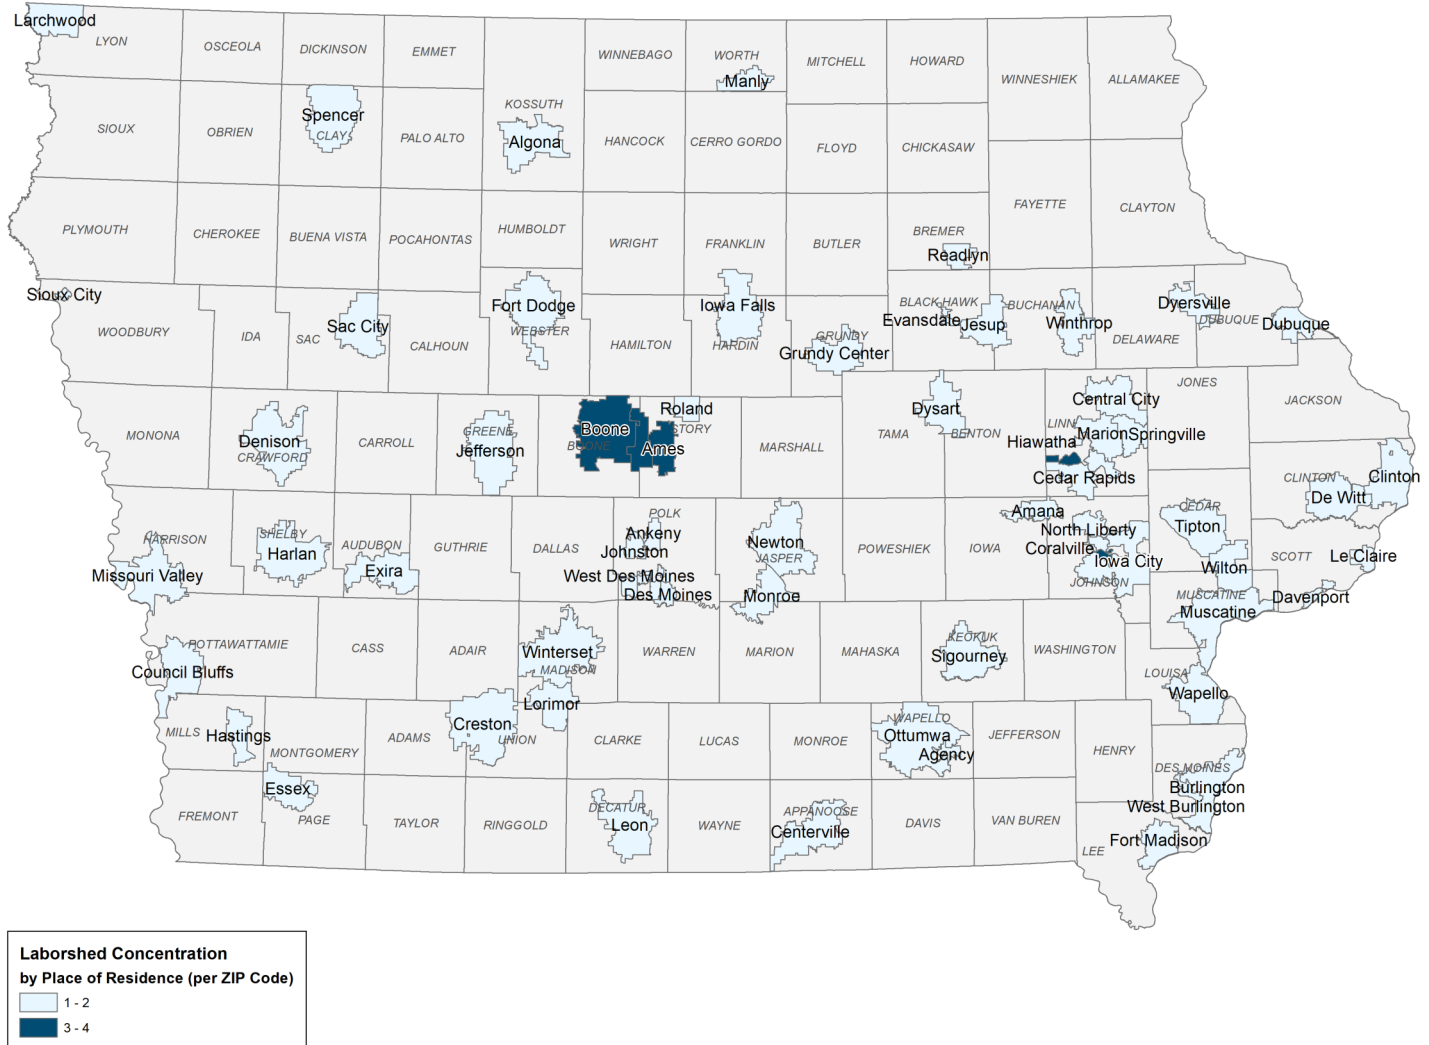 Larchwood
LYON
OSCEOLA
DICKINSON
EMMET
WINNEBAGO
WORTH
MITCHELL
HOWARD
WINNESHIEK
ALLAMAKEE
Manly
KOSSUTH
Spencer
CLAY
SIOUX
OBRIEN
PALO ALTO
Algona
HANCOCK
CERRO GORDO
FLOYD
CHICKASAW
FAYETTE
CLAYTON
PLYMOUTH
CHEROKEE
BUENA VISTA
POCAHONTAS
HUMBOLDT
WRIGHT
FRANKLIN
BUTLER
BREMER
Readlyn
Sioux City
WOODBURY
IDA
SAC
Sac City
CALHOUN
Fort Dodge
WEBSTER
HAMILTON
Iowa Falls
HARDIN
GRUNDY
Grundy Center
BLACK HAWK
Evansdale
Jesup
BUCHANAN
Winthrop
DELAWARE
Dyersville
DUBUQUE
Dubuque
MONONA
Denison
CRAWFORD
CARROLL
GREENE
Jefferson
Boone
BOONE
Roland
STORY
Ames
MARSHALL
TAMA
Dysart
BENTON
Central City
LINN
Hiawatha
Marion
Springville
Cedar Rapids
JONES
JACKSON
CLINTON
Clinton
De Witt
HARRISON
Missouri Valley
SHELBY
Harlan
AUDUBON
Exira
GUTHRIE
DALLAS
POLK
Ankeny
Johnston
West Des Moines
Des Moines
Newton
JASPER
Monroe
POWESHIEK
IOWA
Amana
North Liberty
Coralville
Iowa City
JOHNSON
CEDAR
Tipton
Wilton
SCOTT
Le Claire
Davenport
MUSCATINE
Muscatine
POTTAWATTAMIE
Council Bluffs
CASS
ADAIR
Winterset
MADISON
WARREN
MARION
MAHASKA
KEOKUK
Sigourney
WASHINGTON
LOUISA
Wapello
MILLS
Hastings
MONTGOMERY
ADAMS
Creston
UNION
Lorimor
CLARKE
LUCAS
MONROE
WAPELLO
Ottumwa
Agency
JEFFERSON
HENRY
DES MOINES
Burlington
West Burlington
FREMONT
Essex
PAGE
TAYLOR
RINGGOLD
DECATUR
Leon
WAYNE
APPANOOSE
Centerville
DAVIS
VAN BUREN
LEE
Fort Madison
Laborshed Concentration
by Place of Residence (per ZIP Code)
1 - 2
3 - 4